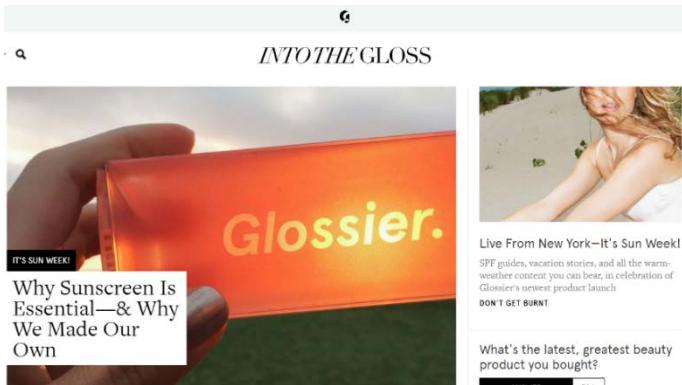 INTO THE GLOSS
Glossier.
IT'S SUN WEEK!
Why Sunscreen Is
Essential—& Why
We Made Our
Own
Live From New York—It's Sun Week!
SPF guides, vacation stories, and all the warm-
weather content you can bear, in celebration of
Glossier's newest product launch
DON'T GET BURNT
What's the latest, greatest beauty
product you bought?